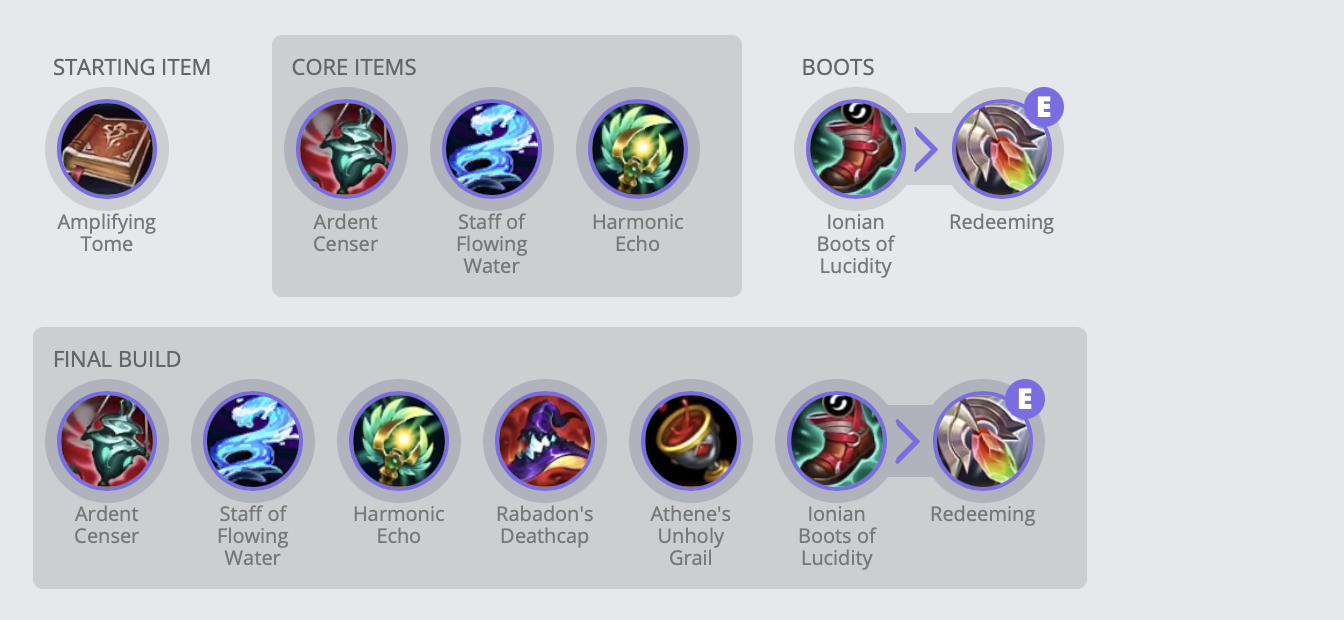 STARTING ITEM
Amplifying
Tome
CORE ITEMS
Ardent
Censer
Staff of
Flowing
Water
Harmonic
Echo
BOOTS
Ionian
Boots of
Lucidity
E
Redeeming
FINAL BUILD
Ardent
Censer
Staff of
Flowing
Water
Harmonic
Echo
Rabadon's
Deathcap
Athene's
Unholy
Grail
Ionian
Boots of
Lucidity
E
Redeeming